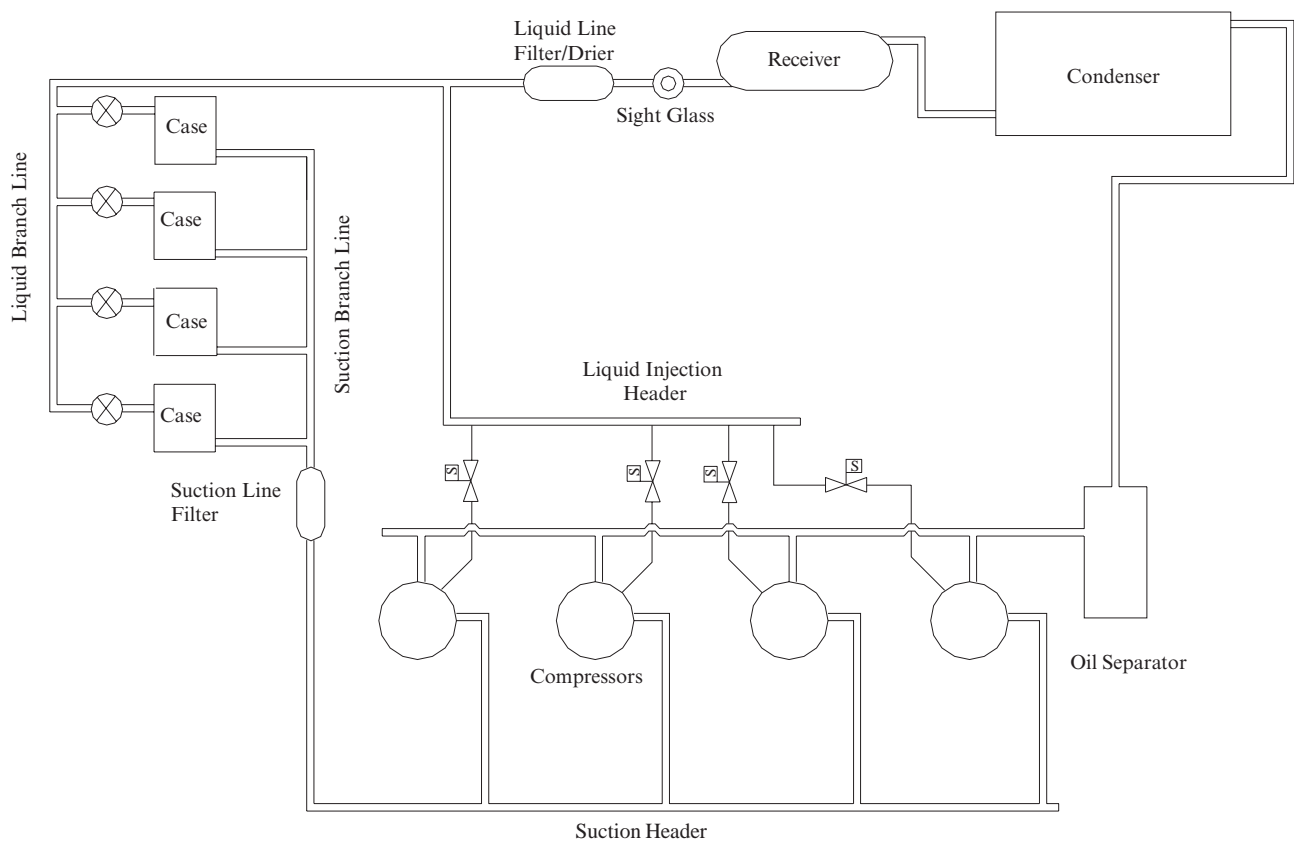 Liquid Line
Filter/Drier
Receiver
Condenser
Sight Glass
Case
Case
Case
Case
Liquid Branch Line
Suction Branch Line
Liquid Injection
Header
S
S
S
S
Suction Line
Filter
Compressors
Oil Separator
Suction Header